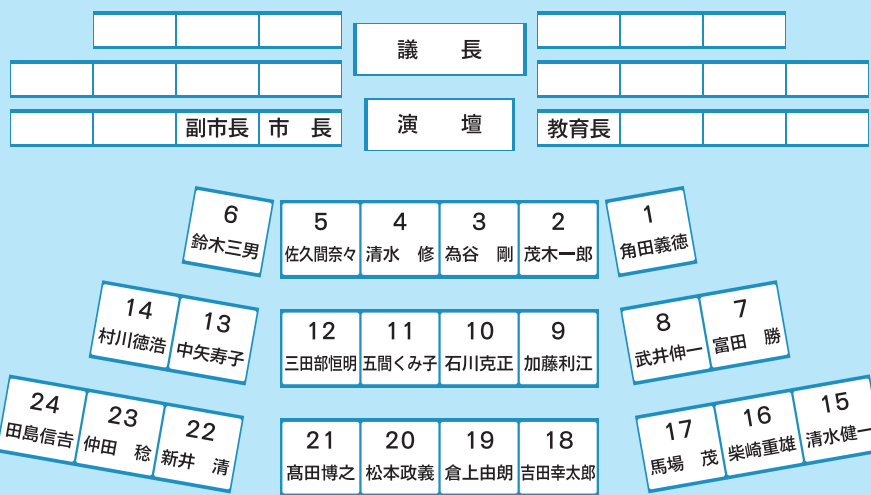 議　長
副市長
市　長
演　壇
教育長
6
鈴木三男
5
佐久間奈々
4
清水　修
3
為谷　剛
2
茂木一郎
1
角田義徳
14
村川徳浩
13
中矢寿子
12
三田部恒明
11
五間くみ子
10
石川克正
9
加藤利江
8
武井伸一
7
富田　勝
24
田島信吉
23
仲田　稔
22
新井　清
21
髙田博之
20
松本政義
19
倉上由朗
18
吉田幸太郎
17
馬場　茂
16
柴崎重雄
15
清水健一